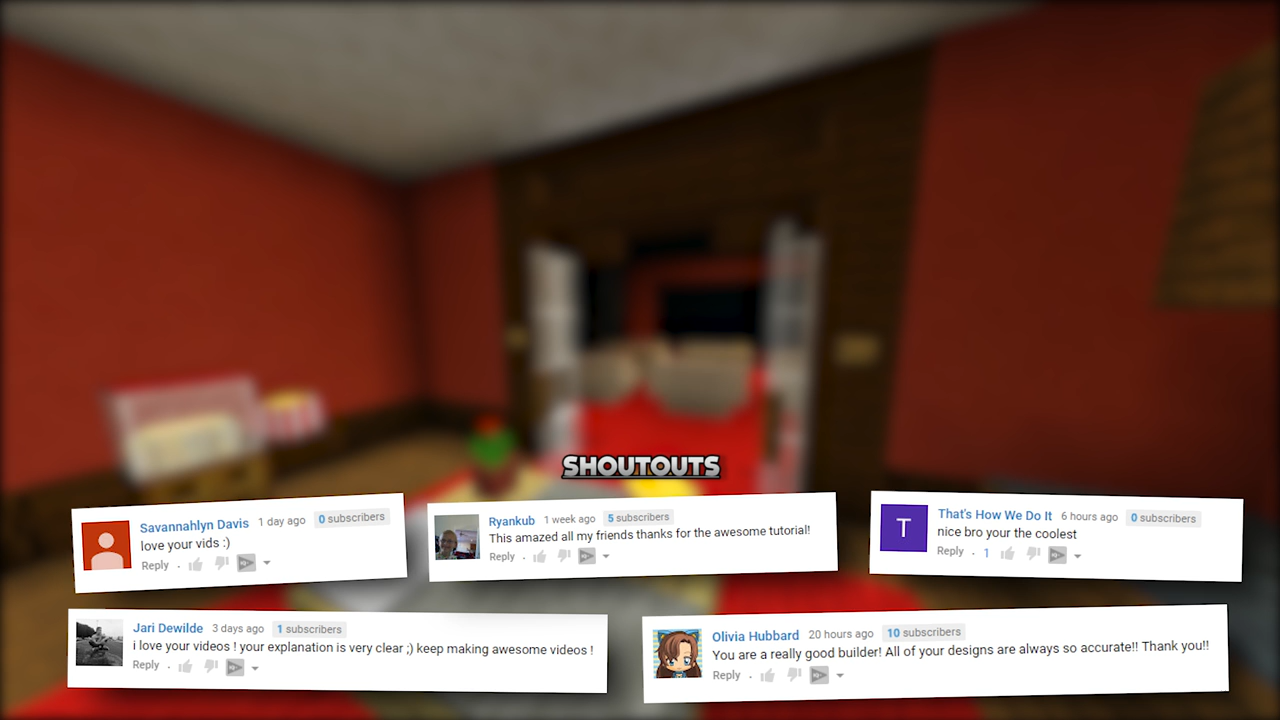 SHOUTOUTS
Savannahlyn Davis 1 day ago 0 subscribers
love your vids :)
Reply
Ryankub 1 week ago 5 subscribers
This amazed all my friends thanks for the awesome tutorial!
Reply
T
That's How We Do It 6 hours ago 0 subscribers
nice bro your the coolest
Reply 1
Jari Dewilde 3 days ago 1 subscribers
i love your videos ! your explanation is very clear ;) keep making awesome videos !
Reply
Olivia Hubbard 20 hours ago 10 subscribers
You are a really good builder! All of your designs are always so accurate!! Thank you!!
Reply